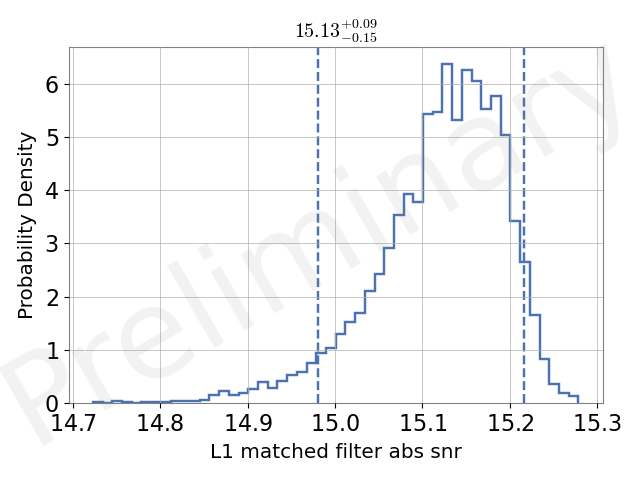 15.13+0.09−0.15
Probability Density
6
5
4
3
2
1
0
14.7 14.8 14.9 15.0 15.1 15.2 15.3
L1 matched filter abs snr
Preliminary